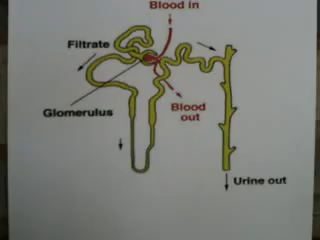 Blood in
Filtrate
Glomerulus
Blood
out
Urine out